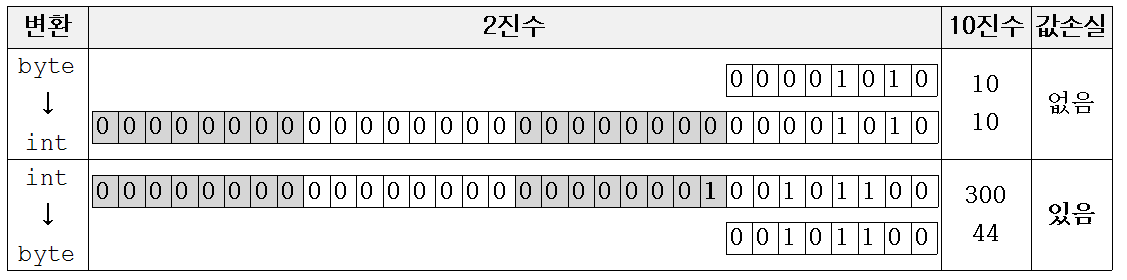 변환 2진수 10진수 값손실
byte 0 0 0 0 1 0 1 0 10
↓ 없음
int 0 0 0 0 0 0 0 0 0 0 0 0 0 0 0 0 0 0 0 0 0 0 0 0 0 0 0 0 1 0 1 0 10
int 0 0 0 0 0 0 0 0 0 0 0 0 0 0 0 0 0 0 0 0 0 0 0 1 0 0 1 0 1 1 0 0 300
↓ 있음
byte 0 0 1 0 1 1 0 0 44